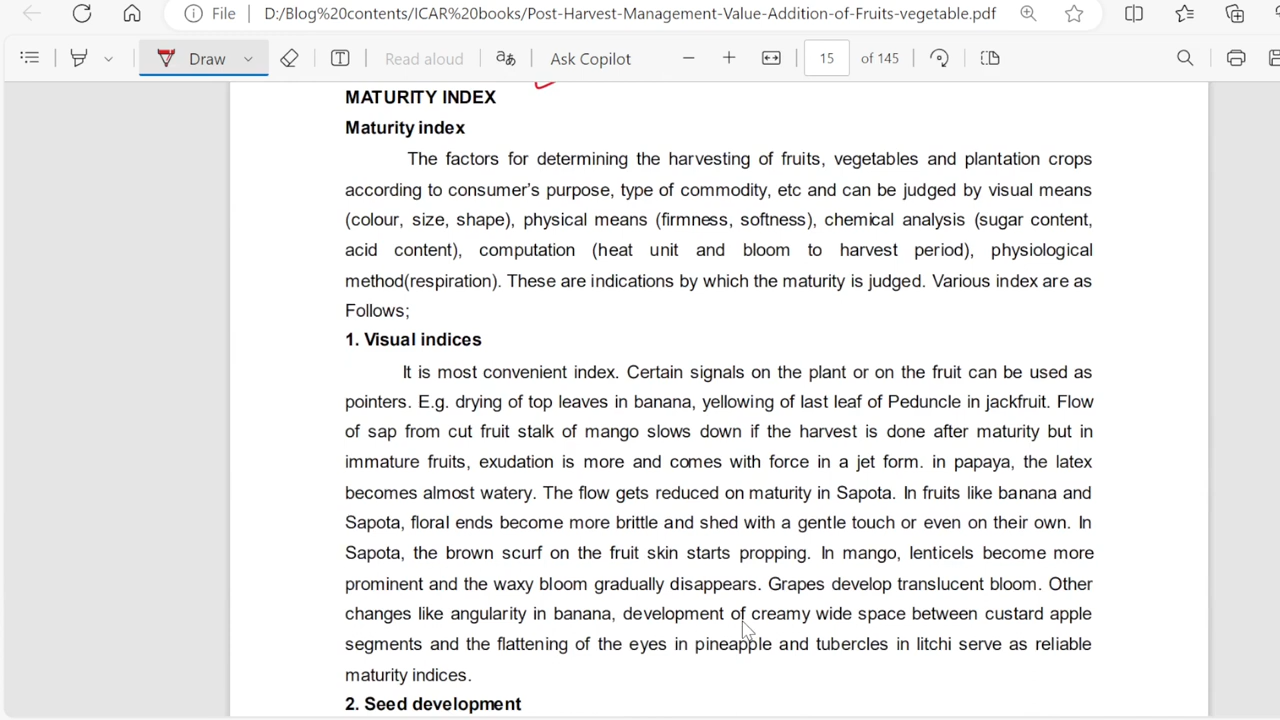 File D:/Blog%20contents/ICAR%20books/Post-Harvest-Management-Value-Addition-of-Fruits-vegetable.pdf
Draw Read aloud aあ Ask Copilot 15 of 145
MATURITY INDEX
Maturity index
The factors for determining the harvesting of fruits, vegetables and plantation crops
according to consumer's purpose, type of commodity, etc and can be judged by visual means
(colour, size, shape), physical means (firmness, softness), chemical analysis (sugar content,
acid content), computation (heat unit and bloom to harvest period), physiological
method(respiration). These are indications by which the maturity is judged. Various index are as
Follows;
1. Visual indices
It is most convenient index. Certain signals on the plant or on the fruit can be used as
pointers. E.g. drying of top leaves in banana, yellowing of last leaf of Peduncle in jackfruit. Flow
of sap from cut fruit stalk of mango slows down if the harvest is done after maturity but in
immature fruits, exudation is more and comes with force in a jet form. in papaya, the latex
becomes almost watery. The flow gets reduced on maturity in Sapota. In fruits like banana and
Sapota, floral ends become more brittle and shed with a gentle touch or even on their own. In
Sapota, the brown scurf on the fruit skin starts propping. In mango, lenticels become more
prominent and the waxy bloom gradually disappears. Grapes develop translucent bloom. Other
changes like angularity in banana, development of creamy wide space between custard apple
segments and the flattening of the eyes in pineapple and tubercles in litchi serve as reliable
maturity indices.
2. Seed development